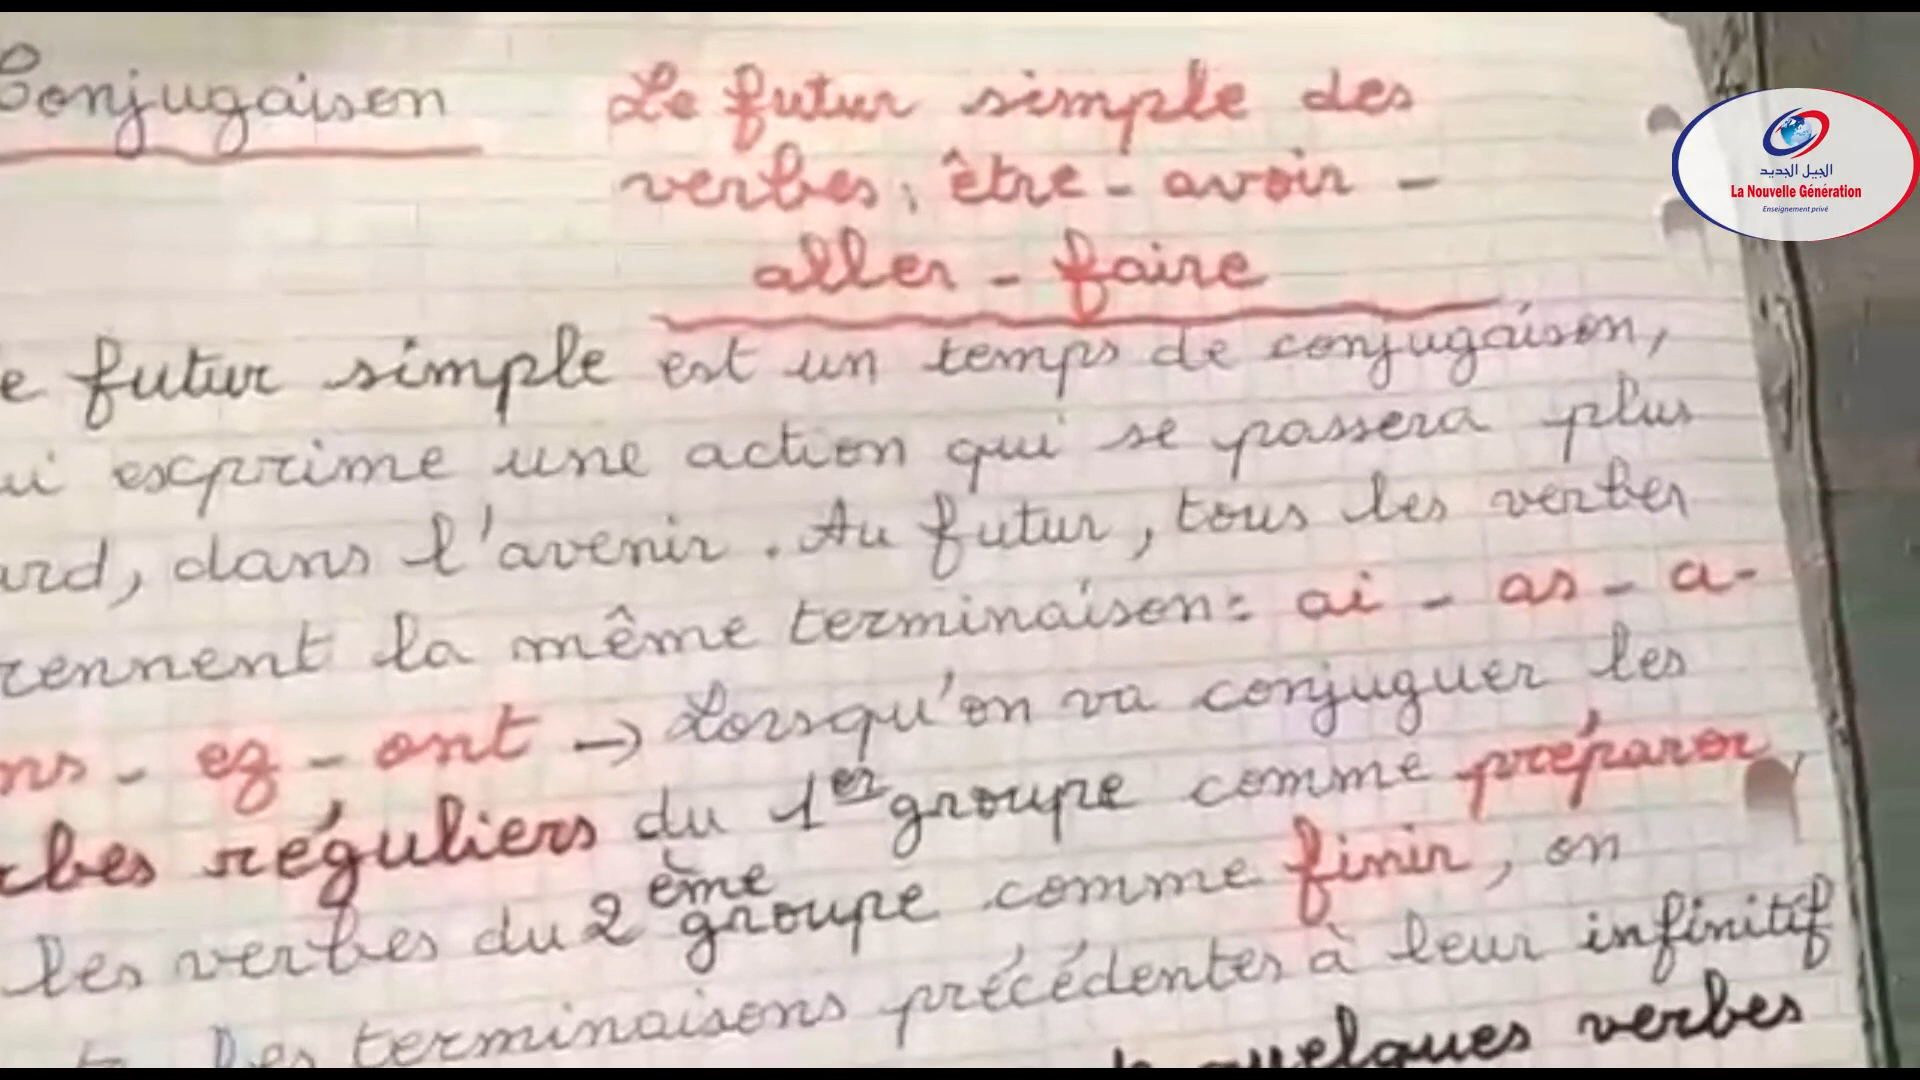 Conjugaison Le futur simple des
verbes: être - avoir -
aller - faire
e futur simple est un temps de conjugaison,
ui exprime une action qui se passera plus
ard, dans l'avenir. Au futur, tous les verbes
rennent la même terminaison: ai - as - a -
ns - ez - ont → Lorsqu'on va conjuguer les
rbes réguliers du 1er groupe comme préparer,
les verbes du 2ème groupe comme finir, on
les terminaisons précédentes à leur infinitif
quelques verbes
الجيل الجديد
La Nouvelle Génération
Enseignement privé